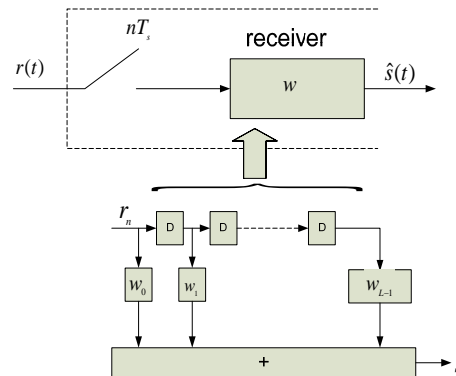 receiver
nT_s
r(t)
w
ŝ(t)
r_n
D
D
D
w_0
w_1
w_{L-1}
+